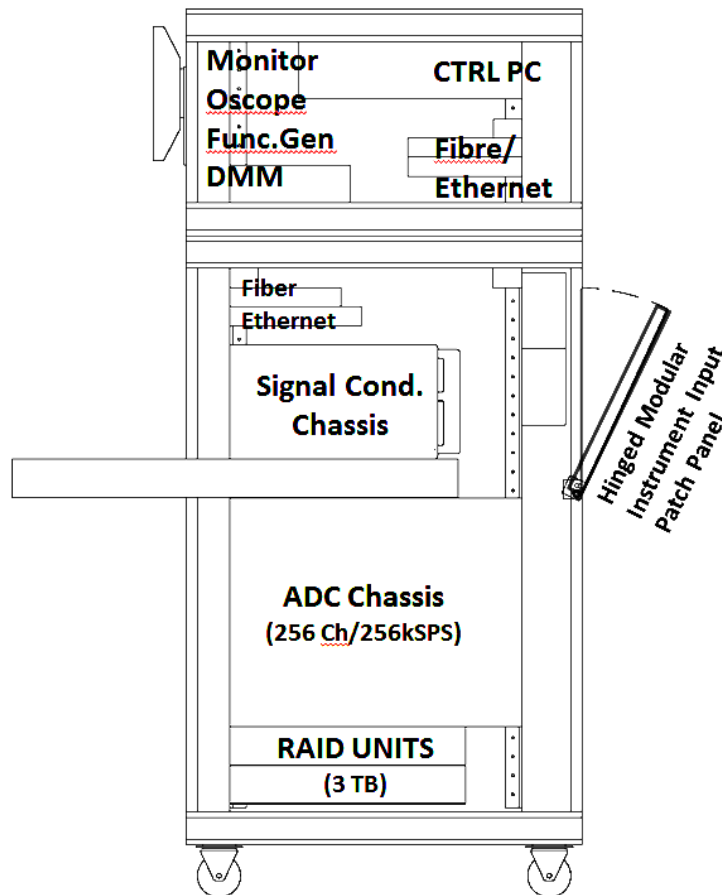 Monitor
Oscope
Func.Gen
DMM
CTRL PC
Fibre/
Ethernet
Fiber
Ethernet
Signal Cond.
Chassis
Hinged Modular
Instrument Input
Patch Panel
ADC Chassis
(256 Ch/256kSPS)
RAID UNITS
(3 TB)